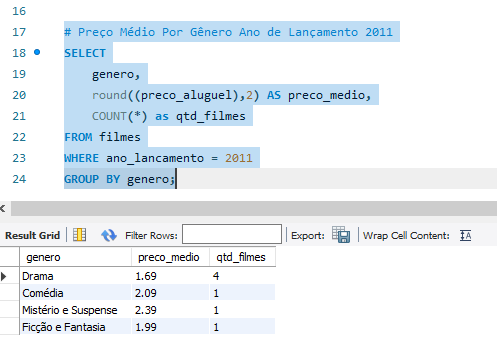 16
17 # Preço Médio Por Gênero Ano de Lançamento 2011
18 SELECT
19 genero,
20 round((preco_aluguel),2) AS preco_medio,
21 COUNT(*) as qtd_filmes
22 FROM filmes
23 WHERE ano_lancamento = 2011
24 GROUP BY genero;
Result Grid Filter Rows: Export: Wrap Cell Content:
genero preco_medio qtd_filmes
Drama 1.69 4
Comédia 2.09 1
Mistério e Suspense 2.39 1
Ficção e Fantasia 1.99 1